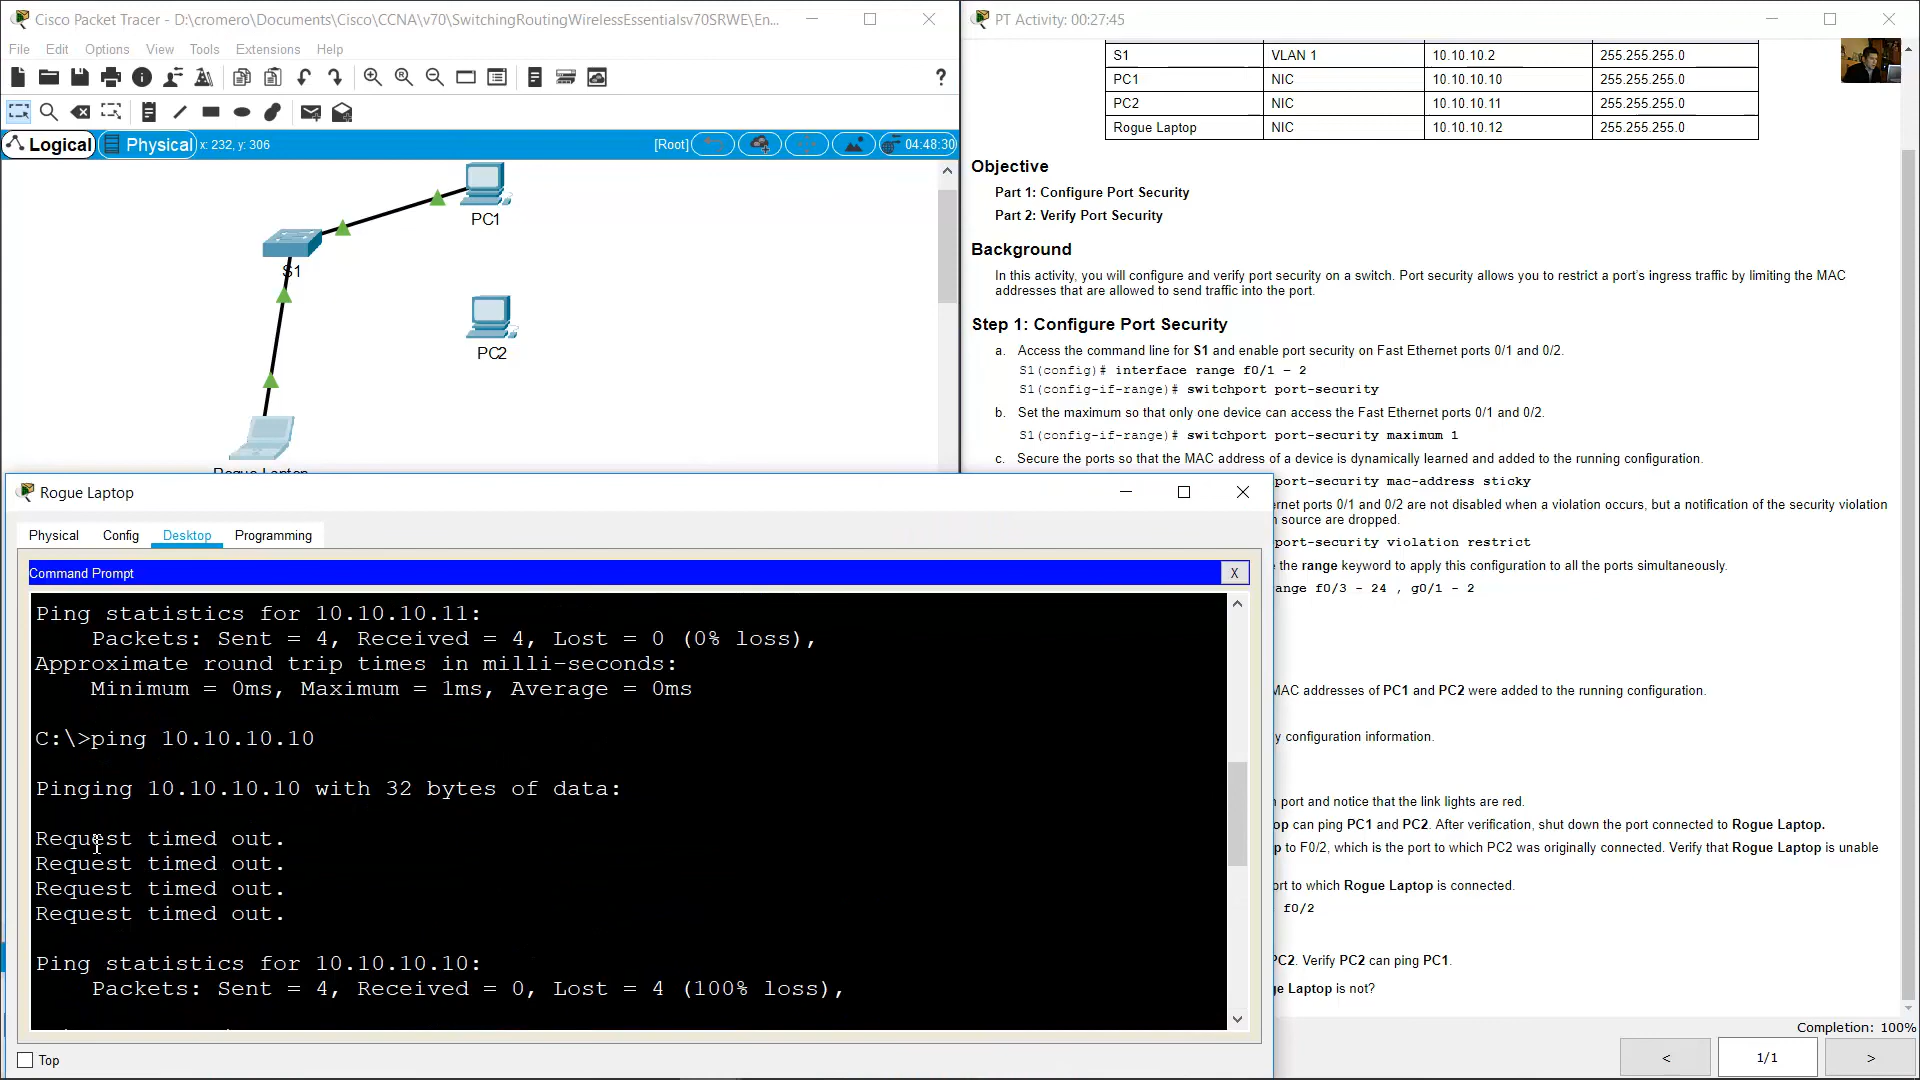 Cisco Packet Tracer - D:\cromero\Documents\Cisco\CCNA\v70\SwitchingRoutingWirelessEssentialsv70SRWE\En...
File Edit Options View Tools Extensions Help
?
Logical
Physical x: 232, y: 306
[Root]
04:48:30
PC1
S1
PC2
Rogue Laptop
PT Activity: 00:27:45
S1 VLAN 1 10.10.10.2 255.255.255.0
PC1 NIC 10.10.10.10 255.255.255.0
PC2 NIC 10.10.10.11 255.255.255.0
Rogue Laptop NIC 10.10.10.12 255.255.255.0
Objective
Part 1: Configure Port Security
Part 2: Verify Port Security
Background
In this activity, you will configure and verify port security on a switch. Port security allows you to restrict a port's ingress traffic by limiting the MAC
addresses that are allowed to send traffic into the port.
Step 1: Configure Port Security
a. Access the command line for S1 and enable port security on Fast Ethernet ports 0/1 and 0/2.
S1(config)# interface range f0/1 – 2
S1(config-if-range)# switchport port-security
b. Set the maximum so that only one device can access the Fast Ethernet ports 0/1 and 0/2.
S1(config-if-range)# switchport port-security maximum 1
c. Secure the ports so that the MAC address of a device is dynamically learned and added to the running configuration.
port-security mac-address sticky
rnet ports 0/1 and 0/2 are not disabled when a violation occurs, but a notification of the security violation
source are dropped.
port-security violation restrict
the range keyword to apply this configuration to all the ports simultaneously.
ange f0/3 - 24 , g0/1 - 2
MAC addresses of PC1 and PC2 were added to the running configuration.
y configuration information.
port and notice that the link lights are red.
op can ping PC1 and PC2. After verification, shut down the port connected to Rogue Laptop.
p to F0/2, which is the port to which PC2 was originally connected. Verify that Rogue Laptop is unable
ort to which Rogue Laptop is connected.
f0/2
PC2. Verify PC2 can ping PC1.
ge Laptop is not?
Completion: 100%
< 1/1 >
Rogue Laptop
Physical Config Desktop Programming
Command Prompt
X
Ping statistics for 10.10.10.11:
Packets: Sent = 4, Received = 4, Lost = 0 (0% loss),
Approximate round trip times in milli-seconds:
Minimum = 0ms, Maximum = 1ms, Average = 0ms
C:\>ping 10.10.10.10
Pinging 10.10.10.10 with 32 bytes of data:
Request timed out.
Request timed out.
Request timed out.
Request timed out.
Ping statistics for 10.10.10.10:
Packets: Sent = 4, Received = 0, Lost = 4 (100% loss),
Top